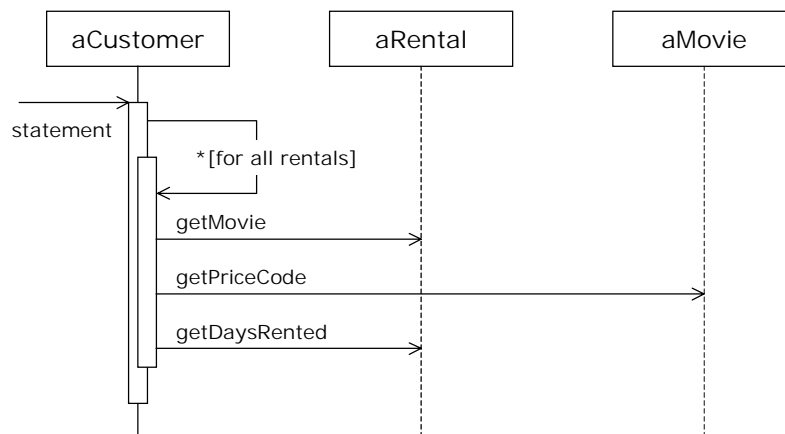 aCustomer
aRental
aMovie
statement
*[for all rentals]
getMovie
getPriceCode
getDaysRented